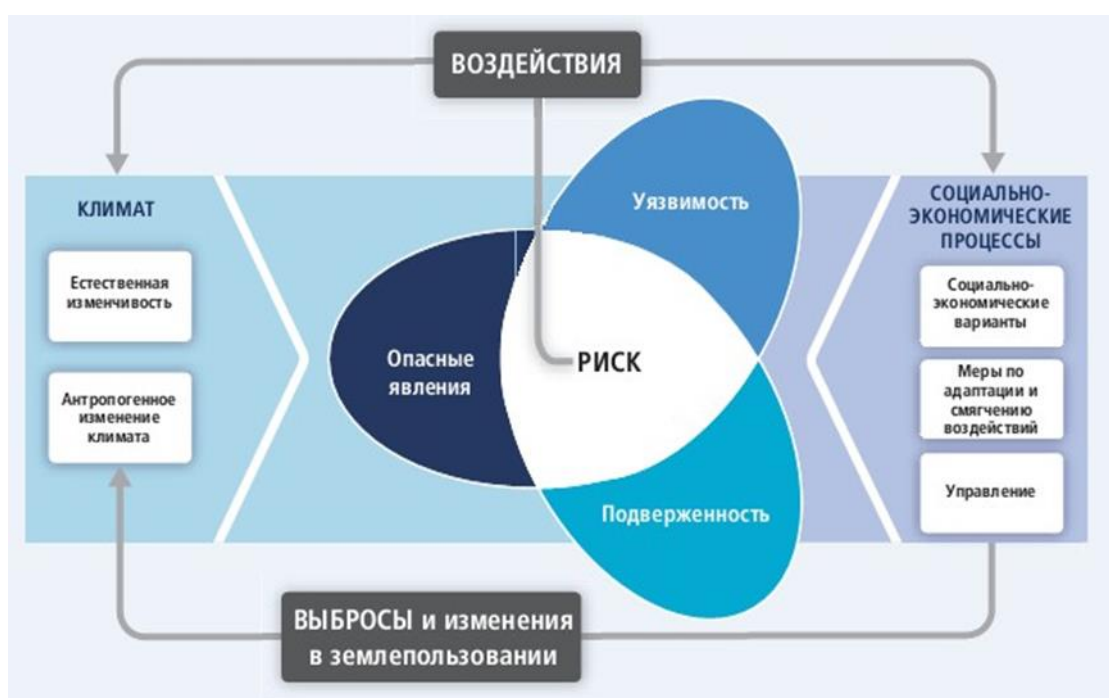 ВОЗДЕЙСТВИЯ
КЛИМАТ
Естественная
изменчивость
Антропогенное
изменение
климата
Уязвимость
Опасные
явления
РИСК
Подверженность
СОЦИАЛЬНО-
ЭКОНОМИЧЕСКИЕ
ПРОЦЕССЫ
Социально-
экономические
варианты
Меры по
адаптации и
смягчению
воздействий
Управление
ВЫБРОСЫ и изменения
в землепользовании